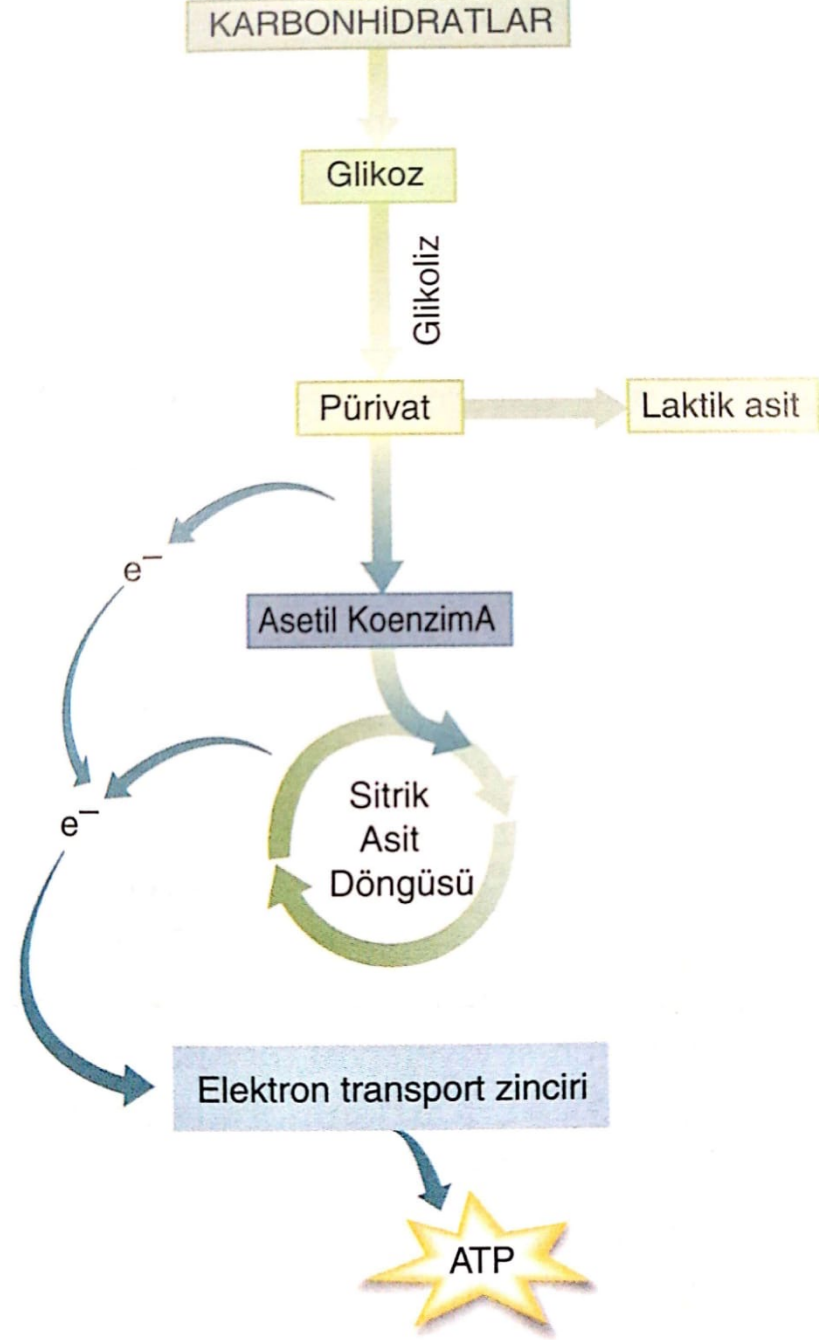 KARBONHİDRATLAR
Glikoz
Glikoliz
Pürivat
Laktik asit
e–
Asetil KoenzimA
e–
Sitrik
Asit
Döngüsü
Elektron transport zinciri
ATP